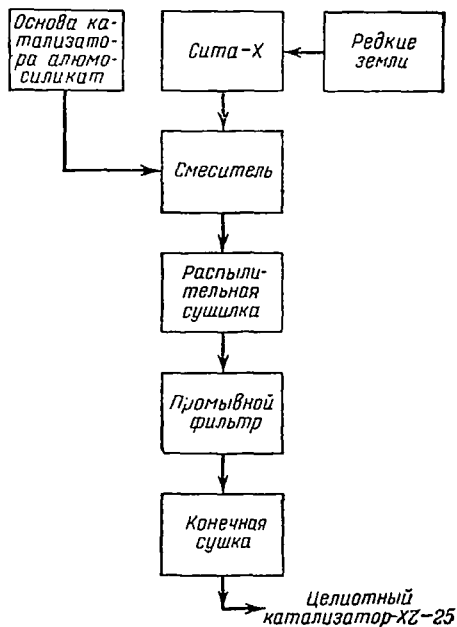 Основа ка-
тализато-
ра алюмо-
силикат
Сита-X
Редкие
земли
Смеситель
Распыли-
тельная
сушилка
Промывной
фильтр
Конечная
сушка
Целиотный
катализатор-XZ-25